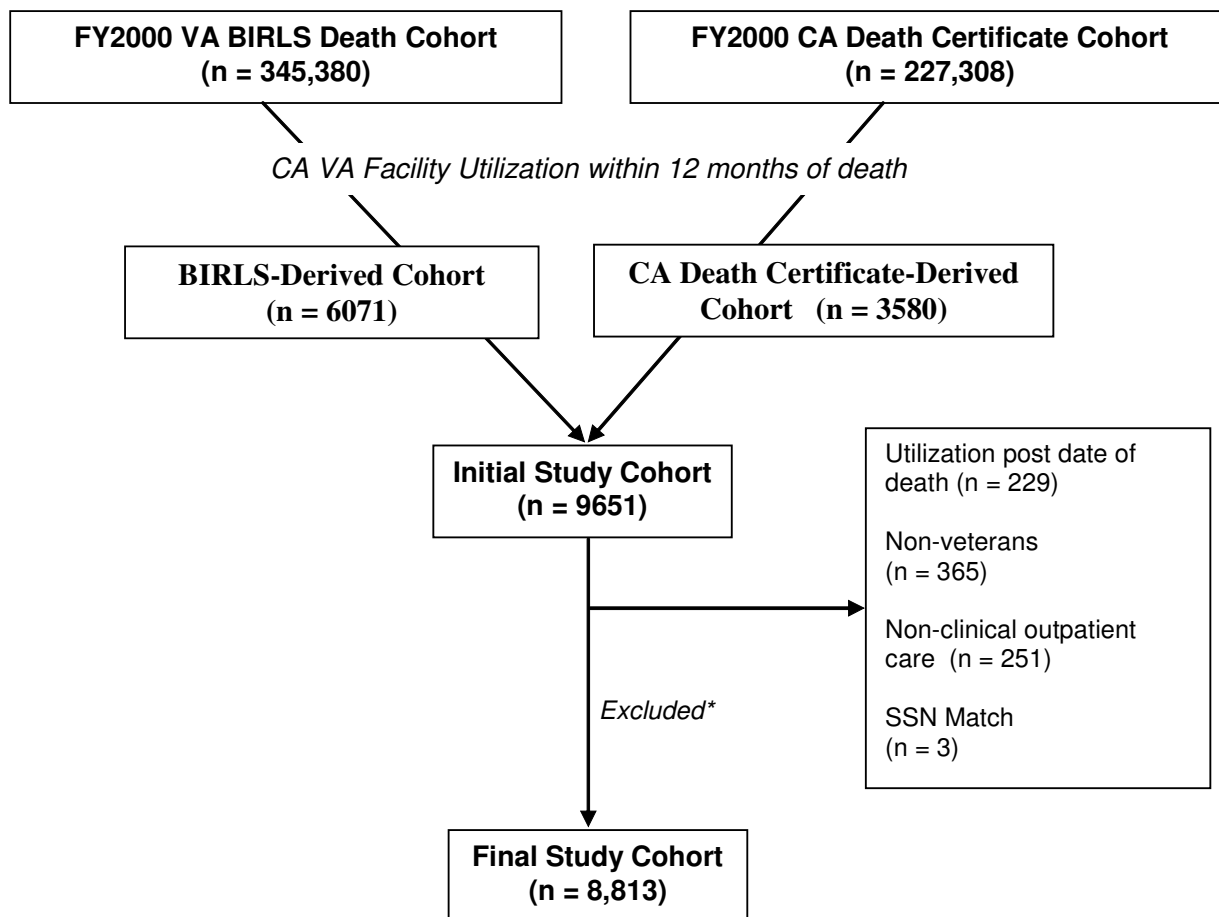 FY2000 VA BIRLS Death Cohort
(n = 345,380)
FY2000 CA Death Certificate Cohort
(n = 227,308)
CA VA Facility Utilization within 12 months of death
BIRLS-Derived Cohort
(n = 6071)
CA Death Certificate-Derived
Cohort (n = 3580)
Initial Study Cohort
(n = 9651)
Utilization post date of
death (n = 229)
Non-veterans
(n = 365)
Non-clinical outpatient
care (n = 251)
SSN Match
(n = 3)
Excluded*
Final Study Cohort
(n = 8,813)